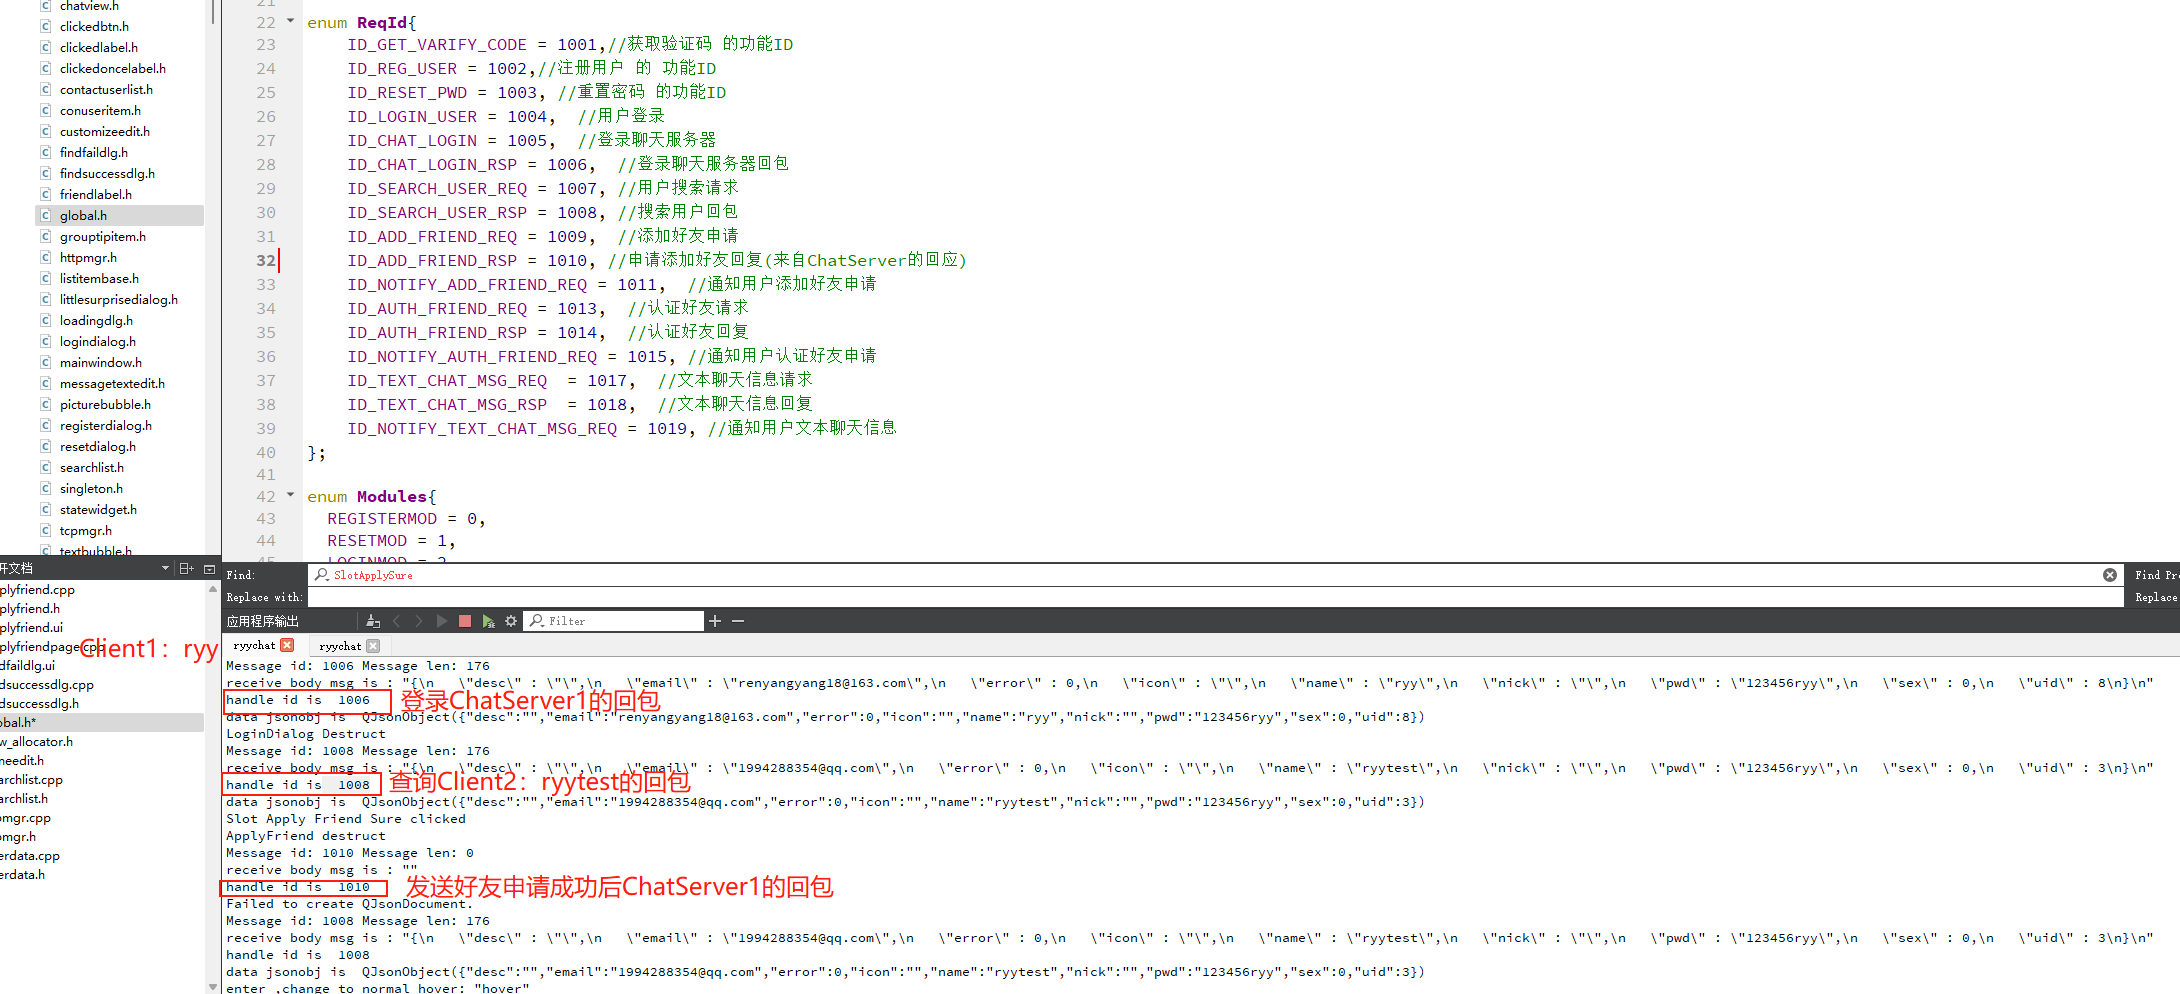 chatview.h
clickedbtn.h
clickedlabel.h
clickedoncelabel.h
contactuserlist.h
conuseritem.h
customizeedit.h
findfaildlg.h
findsuccessdlg.h
friendlabel.h
global.h
grouptipitem.h
httpmgr.h
listitembase.h
littlesurprisedialog.h
loadingdlg.h
logindialog.h
mainwindow.h
messagetextedit.h
picturebubble.h
registerdialog.h
resetdialog.h
searchlist.h
singleton.h
statewidget.h
tcpmgr.h
textbubble.h
21
22 enum ReqId{
23 ID_GET_VARIFY_CODE = 1001,//获取验证码 的功能ID
24 ID_REG_USER = 1002,//注册用户 的 功能ID
25 ID_RESET_PWD = 1003, //重置密码 的功能ID
26 ID_LOGIN_USER = 1004,  //用户登录
27 ID_CHAT_LOGIN = 1005,  //登录聊天服务器
28 ID_CHAT_LOGIN_RSP = 1006,  //登录聊天服务器回包
29 ID_SEARCH_USER_REQ = 1007, //用户搜索请求
30 ID_SEARCH_USER_RSP = 1008, //搜索用户回包
31 ID_ADD_FRIEND_REQ = 1009,  //添加好友申请
32 ID_ADD_FRIEND_RSP = 1010, //申请添加好友回复(来自ChatServer的回应)
33 ID_NOTIFY_ADD_FRIEND_REQ = 1011,  //通知用户添加好友申请
34 ID_AUTH_FRIEND_REQ = 1013,  //认证好友请求
35 ID_AUTH_FRIEND_RSP = 1014,  //认证好友回复
36 ID_NOTIFY_AUTH_FRIEND_REQ = 1015, //通知用户认证好友申请
37 ID_TEXT_CHAT_MSG_REQ  = 1017,  //文本聊天信息请求
38 ID_TEXT_CHAT_MSG_RSP  = 1018,  //文本聊天信息回复
39 ID_NOTIFY_TEXT_CHAT_MSG_REQ = 1019, //通知用户文本聊天信息
40 };
41
42 enum Modules{
43 REGISTERMOD = 0,
44 RESETMOD = 1,
45 LOGINMOD = 2
开文档
plyfriend.cpp
plyfriend.h
plyfriend.ui
plyfriendpage.cpp
dfaildlg.ui
dsuccessdlg.cpp
dsuccessdlg.h
obal.h*
w_allocator.h
meedit.h
archlist.cpp
archlist.h
pmgr.cpp
pmgr.h
erdata.cpp
erdata.h
Client1：ryy
Find: SlotApplySure
Find Pr
Replace with:
Replace
应用程序输出 Filter
ryychat ryychat
Message id: 1006 Message len: 176
receive body msg is : "{\n   \"desc\" : \"\",\n   \"email\" : \"renyangyang18@163.com\",\n   \"error\" : 0,\n   \"icon\" : \"\",\n   \"name\" : \"ryy\",\n   \"nick\" : \"\",\n   \"pwd\" : \"123456ryy\",\n   \"sex\" : 0,\n   \"uid\" : 8\n}\n"
handle id is  1006 登录ChatServer1的回包
data jsonobj is  QJsonObject({"desc":"","email":"renyangyang18@163.com","error":0,"icon":"","name":"ryy","nick":"","pwd":"123456ryy","sex":0,"uid":8})
LoginDialog Destruct
Message id: 1008 Message len: 176
receive body msg is : "{\n   \"desc\" : \"\",\n   \"email\" : \"1994288354@qq.com\",\n   \"error\" : 0,\n   \"icon\" : \"\",\n   \"name\" : \"ryytest\",\n   \"nick\" : \"\",\n   \"pwd\" : \"123456ryy\",\n   \"sex\" : 0,\n   \"uid\" : 3\n}\n"
handle id is  1008 查询Client2：ryytest的回包
data jsonobj is  QJsonObject({"desc":"","email":"1994288354@qq.com","error":0,"icon":"","name":"ryytest","nick":"","pwd":"123456ryy","sex":0,"uid":3})
Slot Apply Friend Sure clicked
ApplyFriend destruct
Message id: 1010 Message len: 0
receive body msg is : ""
handle id is  1010 发送好友申请成功后ChatServer1的回包
Failed to create QJsonDocument.
Message id: 1008 Message len: 176
receive body msg is : "{\n   \"desc\" : \"\",\n   \"email\" : \"1994288354@qq.com\",\n   \"error\" : 0,\n   \"icon\" : \"\",\n   \"name\" : \"ryytest\",\n   \"nick\" : \"\",\n   \"pwd\" : \"123456ryy\",\n   \"sex\" : 0,\n   \"uid\" : 3\n}\n"
handle id is  1008
data jsonobj is  QJsonObject({"desc":"","email":"1994288354@qq.com","error":0,"icon":"","name":"ryytest","nick":"","pwd":"123456ryy","sex":0,"uid":3})
enter ,change to normal hover: "hover"